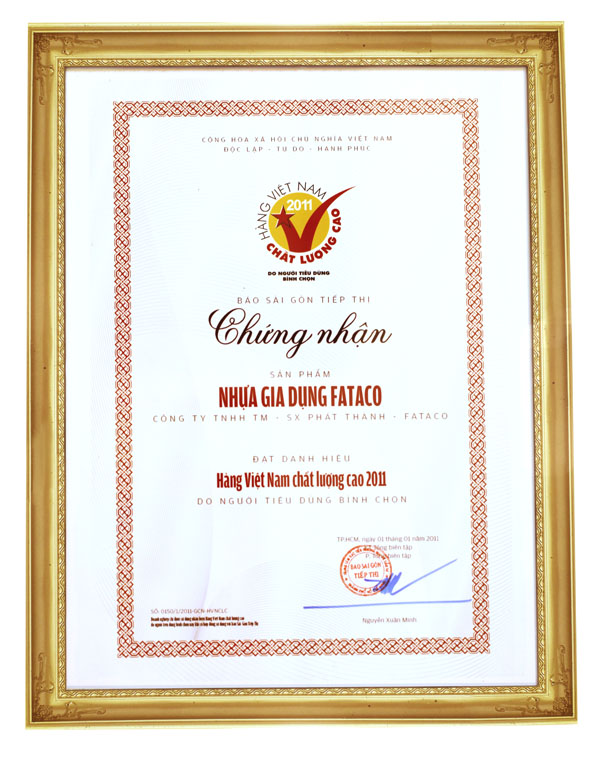 CỘNG HÒA XÃ HỘI CHỦ NGHĨA VIỆT NAM
ĐỘC LẬP - TỰ DO - HẠNH PHÚC
HÀNG VIỆT NAM
2011
CHẤT LƯỢNG CAO
DO NGƯỜI TIÊU DÙNG
BÌNH CHỌN
BÁO SÀI GÒN TIẾP THỊ
Chứng nhận
SẢN PHẨM
NHỰA GIA DỤNG FATACO
CÔNG TY TNHH TM - SX PHÁT THÀNH - FATACO
ĐẠT DANH HIỆU
Hàng Việt Nam chất lượng cao 2011
DO NGƯỜI TIÊU DÙNG BÌNH CHỌN
TP.HCM, ngày 01 tháng 01 năm 2011
tổng biên tập
P. tổng biên tập
BÁO SÀI GÒN
TIẾP THỊ
Nguyễn Xuân Minh
SỐ: 0150/1/2011-GCN-HVNCLC